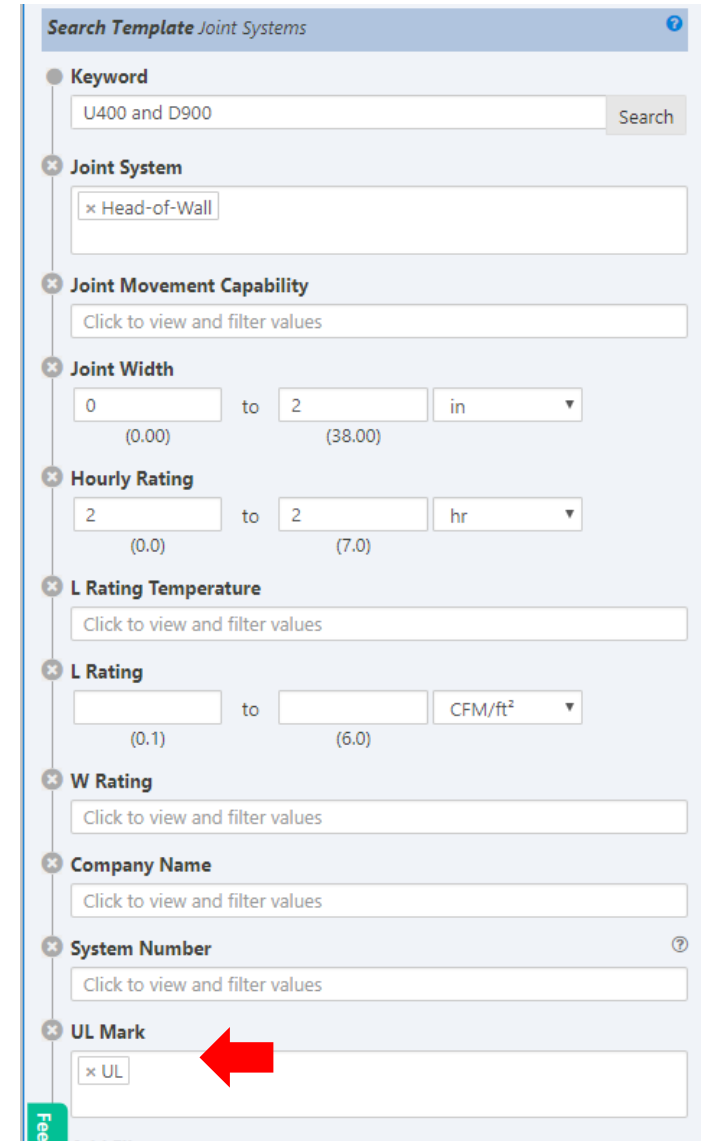 Search Template Joint Systems
Keyword
U400 and D900 Search
Joint System
× Head-of-Wall
Joint Movement Capability
Click to view and filter values
Joint Width
0 to 2 in
(0.00) (38.00)
Hourly Rating
2 to 2 hr
(0.0) (7.0)
L Rating Temperature
Click to view and filter values
L Rating
to CFM/ft²
(0.1) (6.0)
W Rating
Click to view and filter values
Company Name
Click to view and filter values
System Number
Click to view and filter values
UL Mark
× UL
Fee